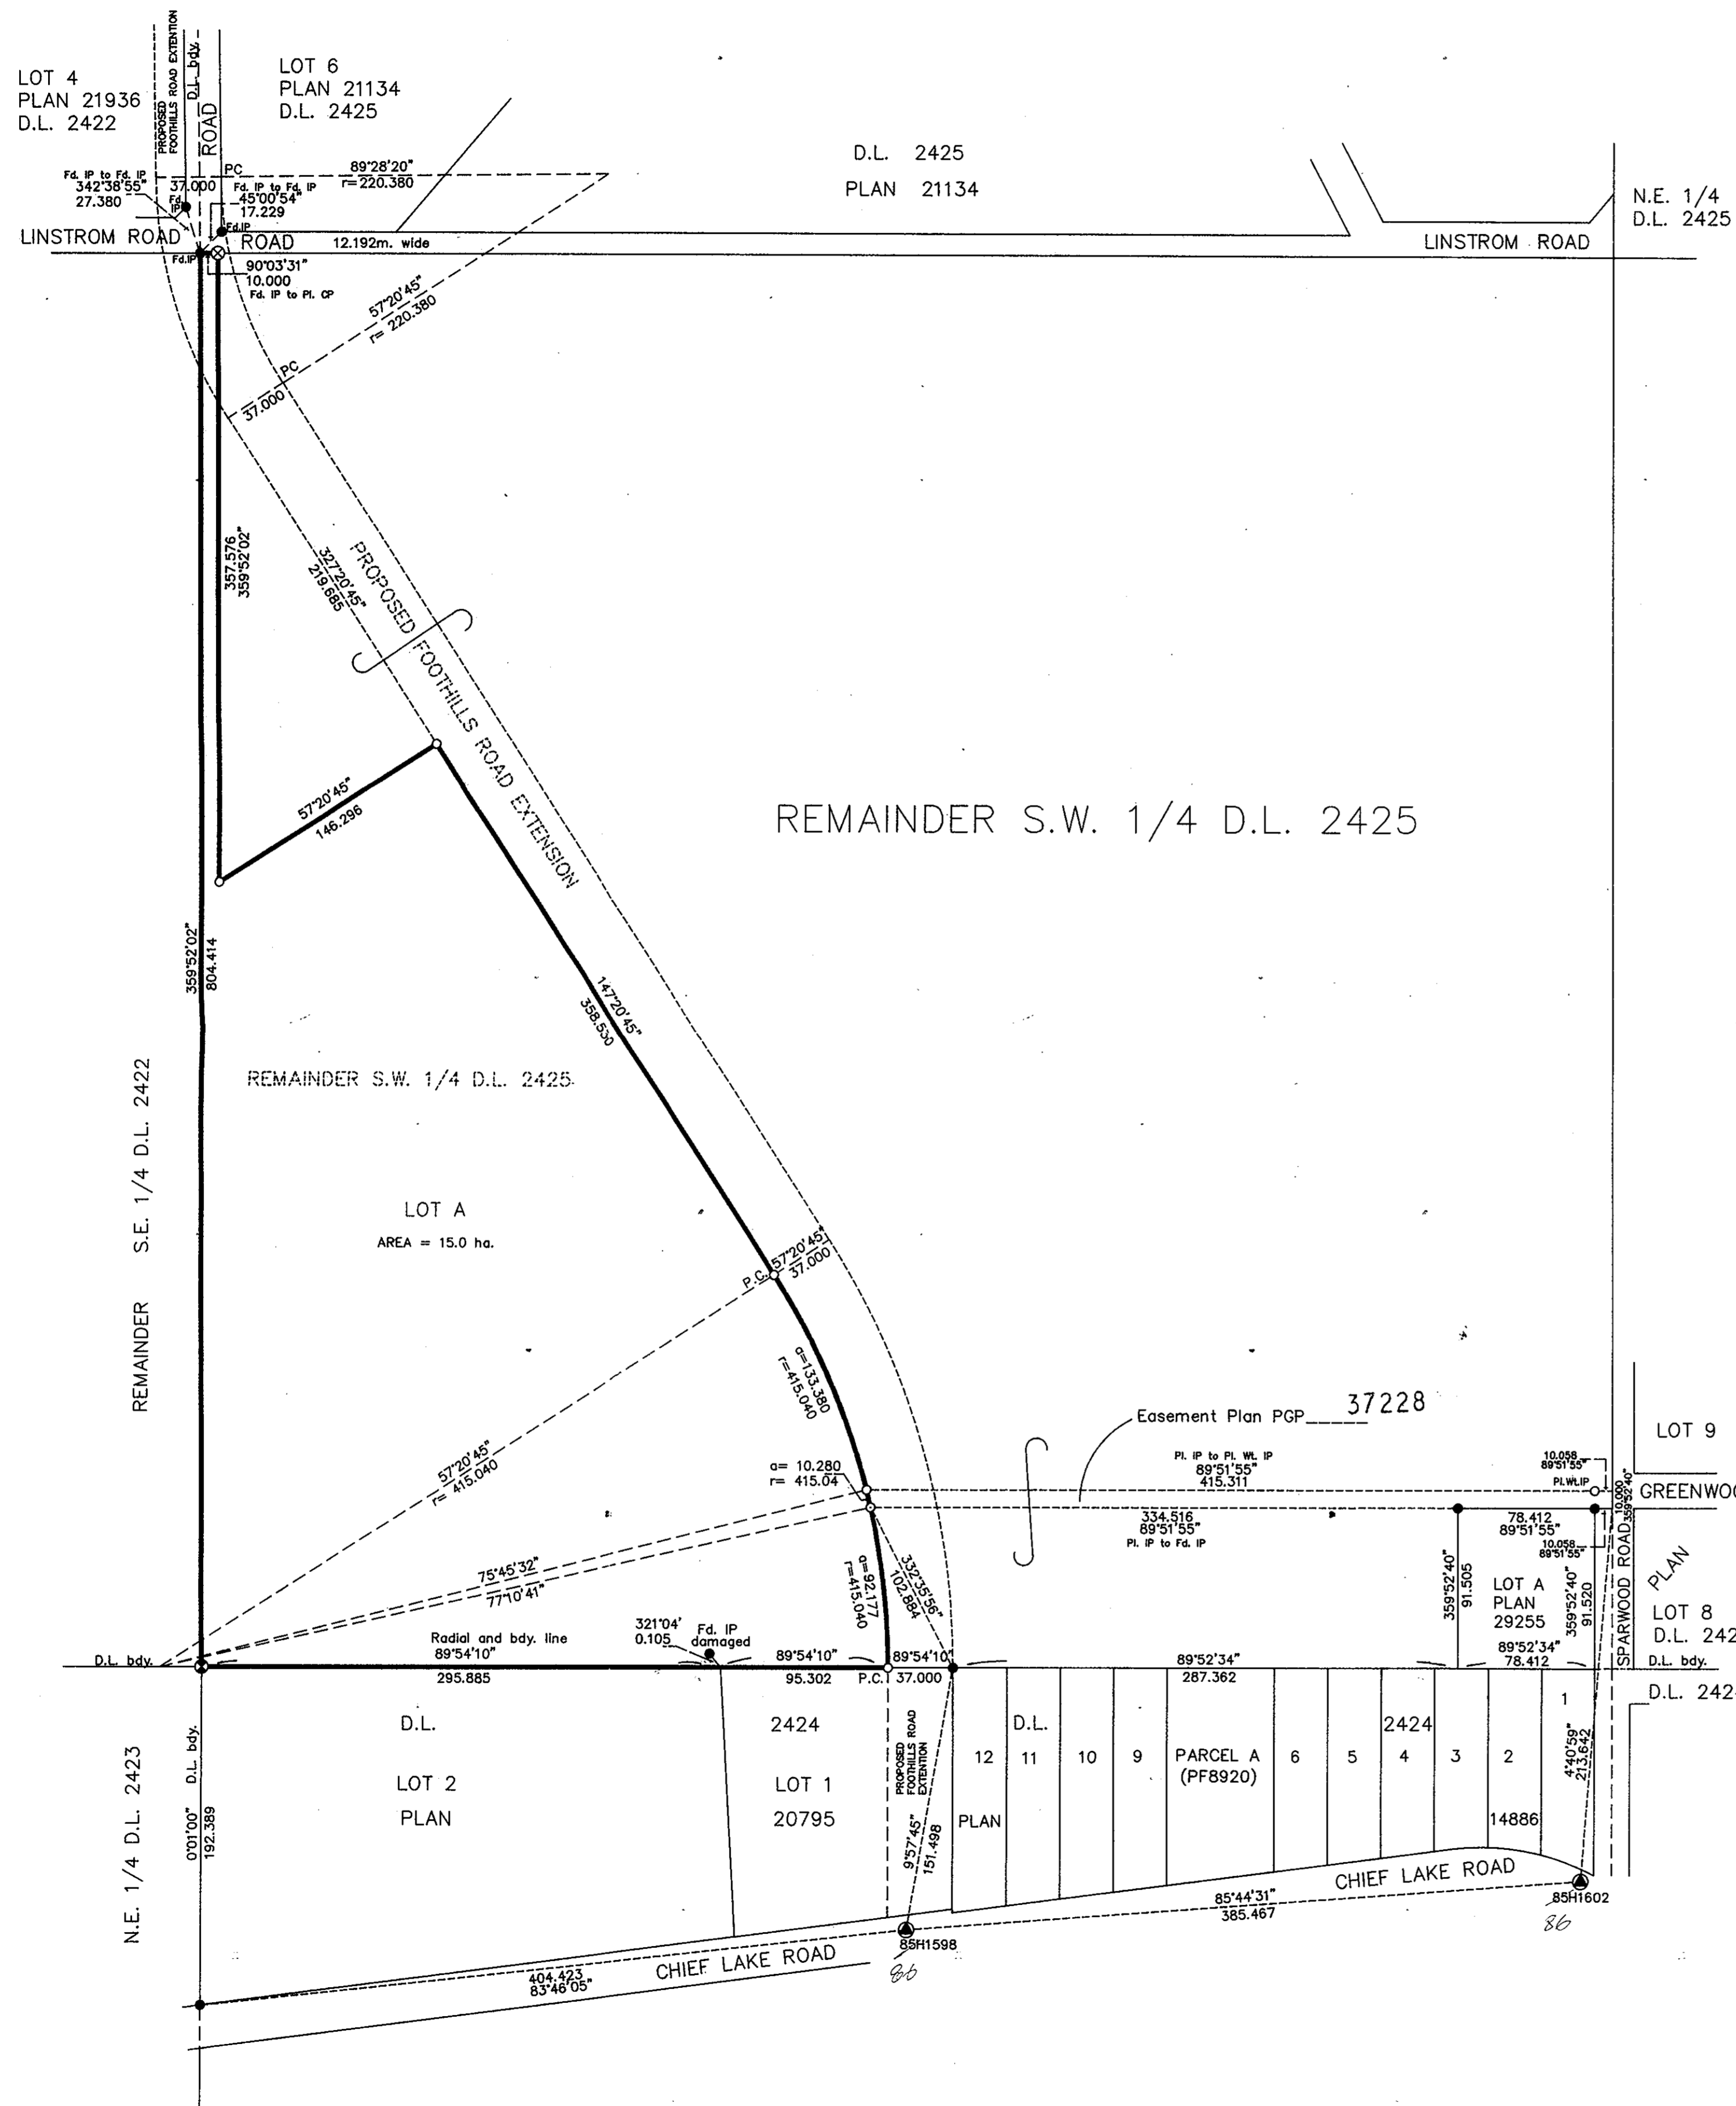 LOT 4
PLAN 21936
D.L. 2422
PROPOSED
FOOTHILLS ROAD EXTENTION
D.L. bdy.
ROAD
LOT 6
PLAN 21134
D.L. 2425
D.L. 2425
PLAN 21134
N.E. 1/4
D.L. 2425
Fd. IP to Fd. IP
342°38'55"
27.380
Fd.
IP
37.000
PC
89°28'20"
r=220.380
Fd. IP to Fd. IP
45°00'54"
17.229
Fd.IP
LINSTROM ROAD
ROAD
12.192m. wide
LINSTROM ROAD
Fd.IP
90°03'31"
10.000
Fd. IP to Pl. CP
57°20'45"
r= 220.380
PC
37.000
357.576
359°52'02"
327°20'45"
219.685
PROPOSED FOOTHILLS ROAD EXTENSION
57°20'45"
146.296
REMAINDER S.W. 1/4 D.L. 2425
359°52'02"
804.414
147°20'45"
REMAINDER S.E. 1/4 D.L. 2422
REMAINDER S.W. 1/4 D.L. 2425
LOT A
AREA = 15.0 ha.
P.C.
57°20'45"
37.000
a=133.380
r=415.040
57°20'45"
r= 415.040
Easement Plan PGP 37228
a= 10.280
r= 415.04
Pl. IP to Pl. Wt. IP
89°51'55"
415.311
10.058
89°51'55"
Pl.Wt.IP
10.000
359°52'40"
LOT 9
GREENWOO
334.516
89°51'55"
Pl. IP to Fd. IP
78.412
89°51'55"
10.058
89°51'55"
75°45'32"
77°10'41"
a=92.177
r=415.040
332°35'56"
102.884
359°52'40"
91.505
LOT A
PLAN
29255
359°52'40"
91.520
SPARWOOD ROAD
PLAN
LOT 8
D.L. 242
D.L. bdy.
D.L. 242
321°04'
0.105
Fd. IP
damaged
D.L. bdy.
Radial and bdy. line
89°54'10"
295.885
89°54'10"
95.302
P.C.
89°54'10"
37.000
89°52'34"
287.362
89°52'34"
78.412
N.E. 1/4 D.L. 2423
D.L. bdy.
0°01'00"
192.389
D.L.
2424
LOT 2
PLAN
LOT 1
20795
PROPOSED
FOOTHILLS ROAD
EXTENTION
9°57'45"
151.498
D.L.
2424
12
11
10
9
PARCEL A
(PF8920)
6
5
4
3
2
1
PLAN
14886
4°40'59"
213.642
CHIEF LAKE ROAD
85°44'31"
385.467
85H1602
86
85H1598
86
CHIEF LAKE ROAD
404.423
83°46'05"